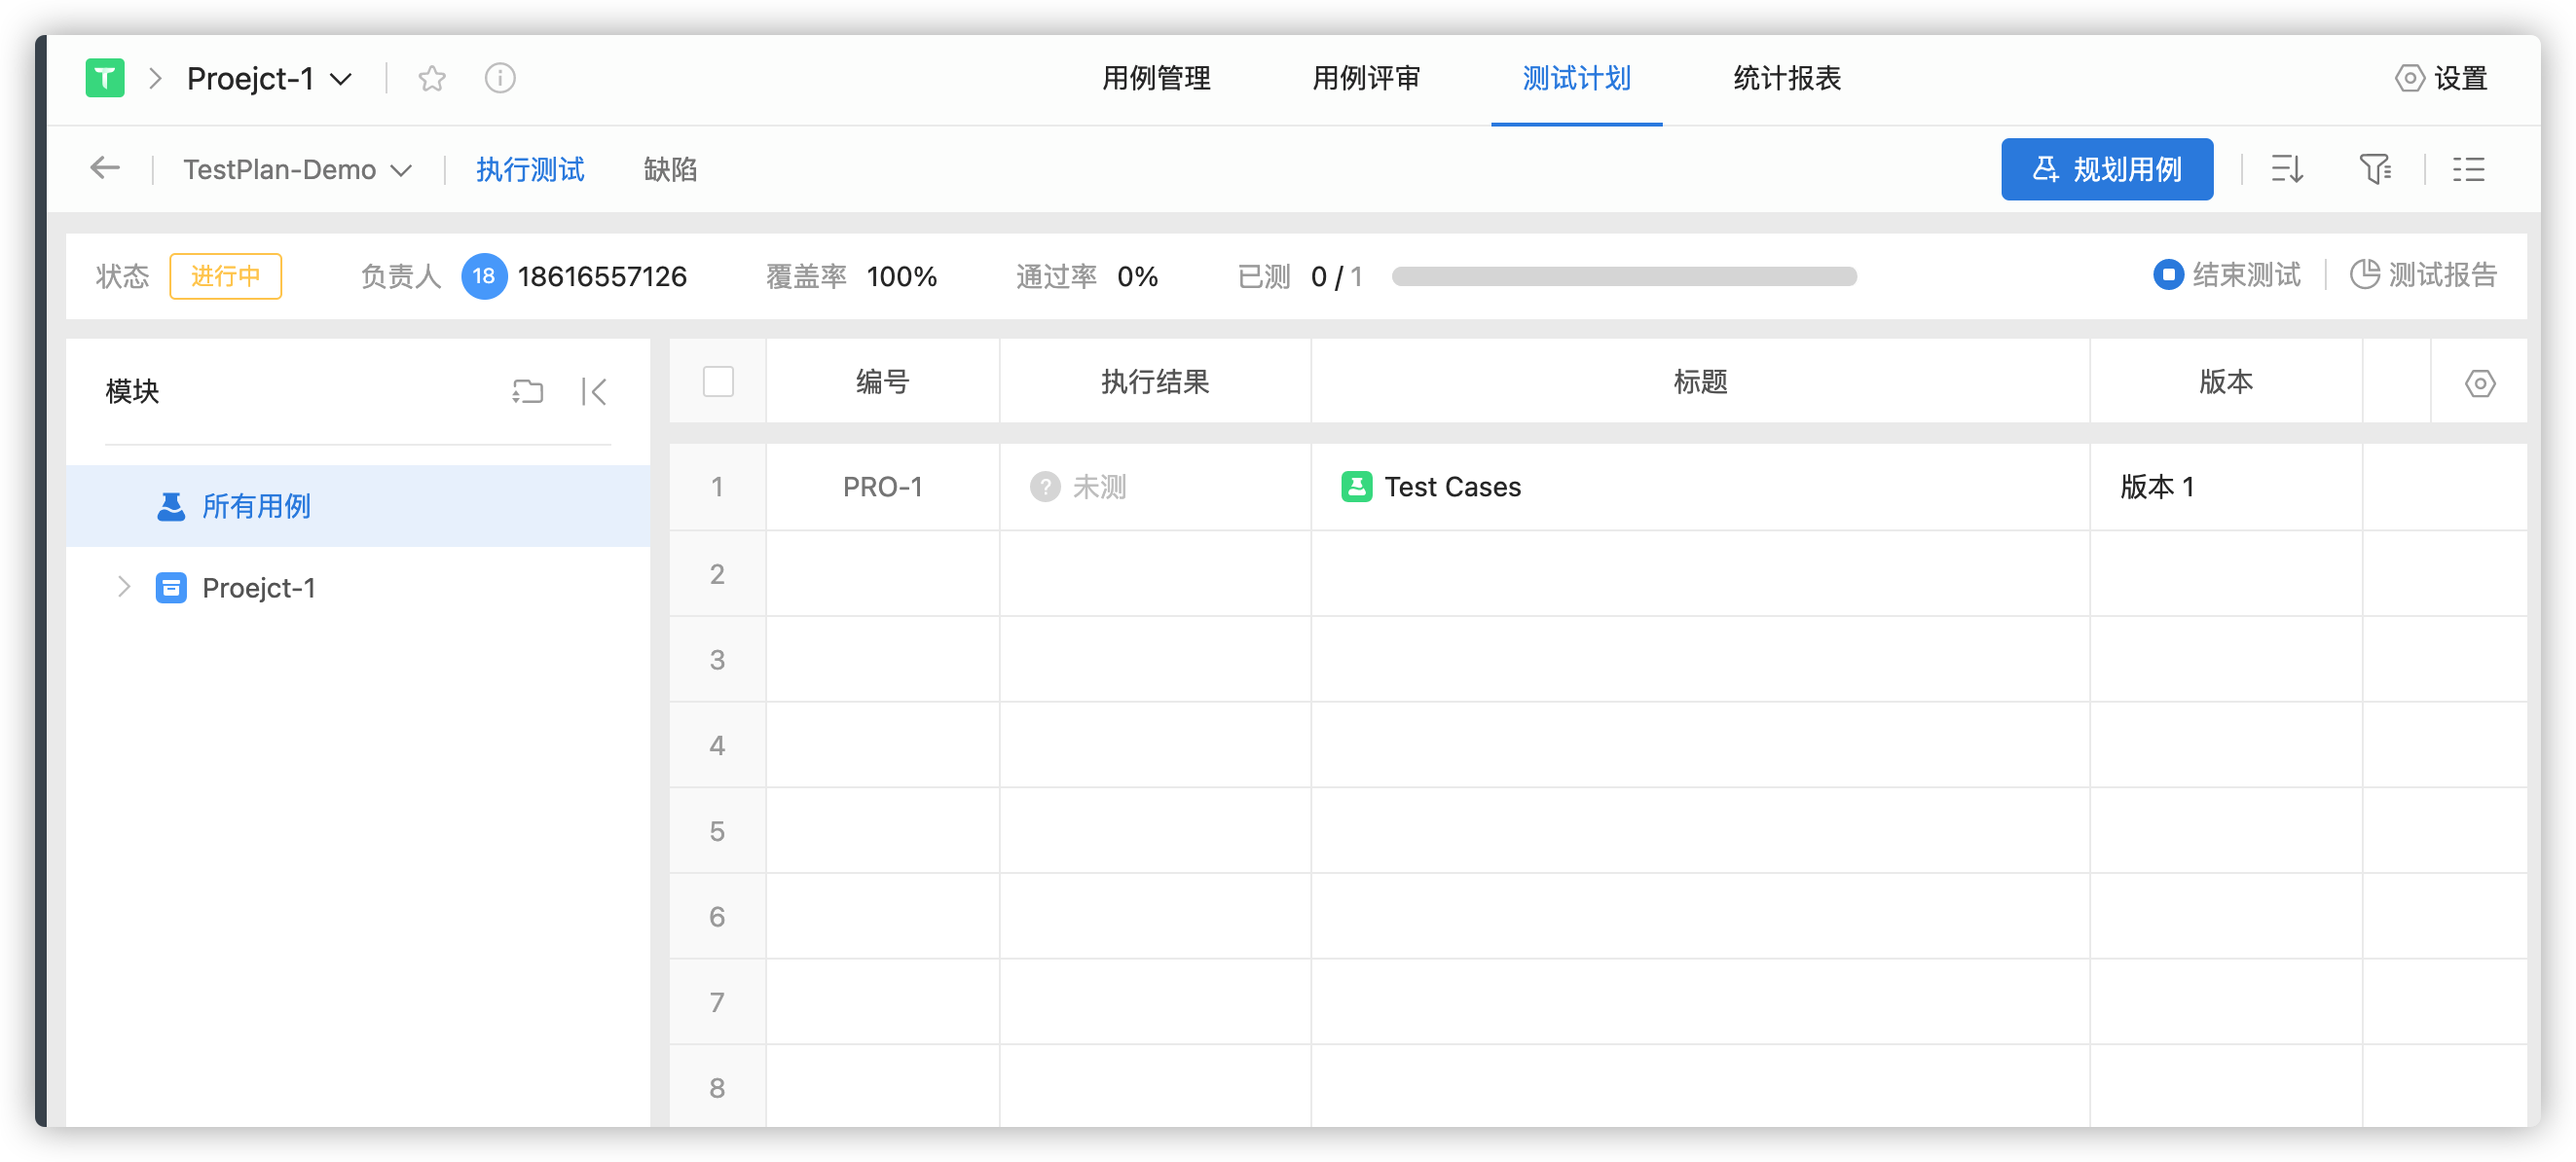 Proejct-1 用例管理 用例评审 测试计划 统计报表 设置
TestPlan-Demo 执行测试 缺陷 规划用例
状态 进行中 负责人 18 18616557126 覆盖率 100% 通过率 0% 已测 0 / 1 结束测试 测试报告
模块 编号 执行结果 标题 版本
所有用例
Proejct-1
1 PRO-1 ? 未测 Test Cases 版本 1
2
3
4
5
6
7
8